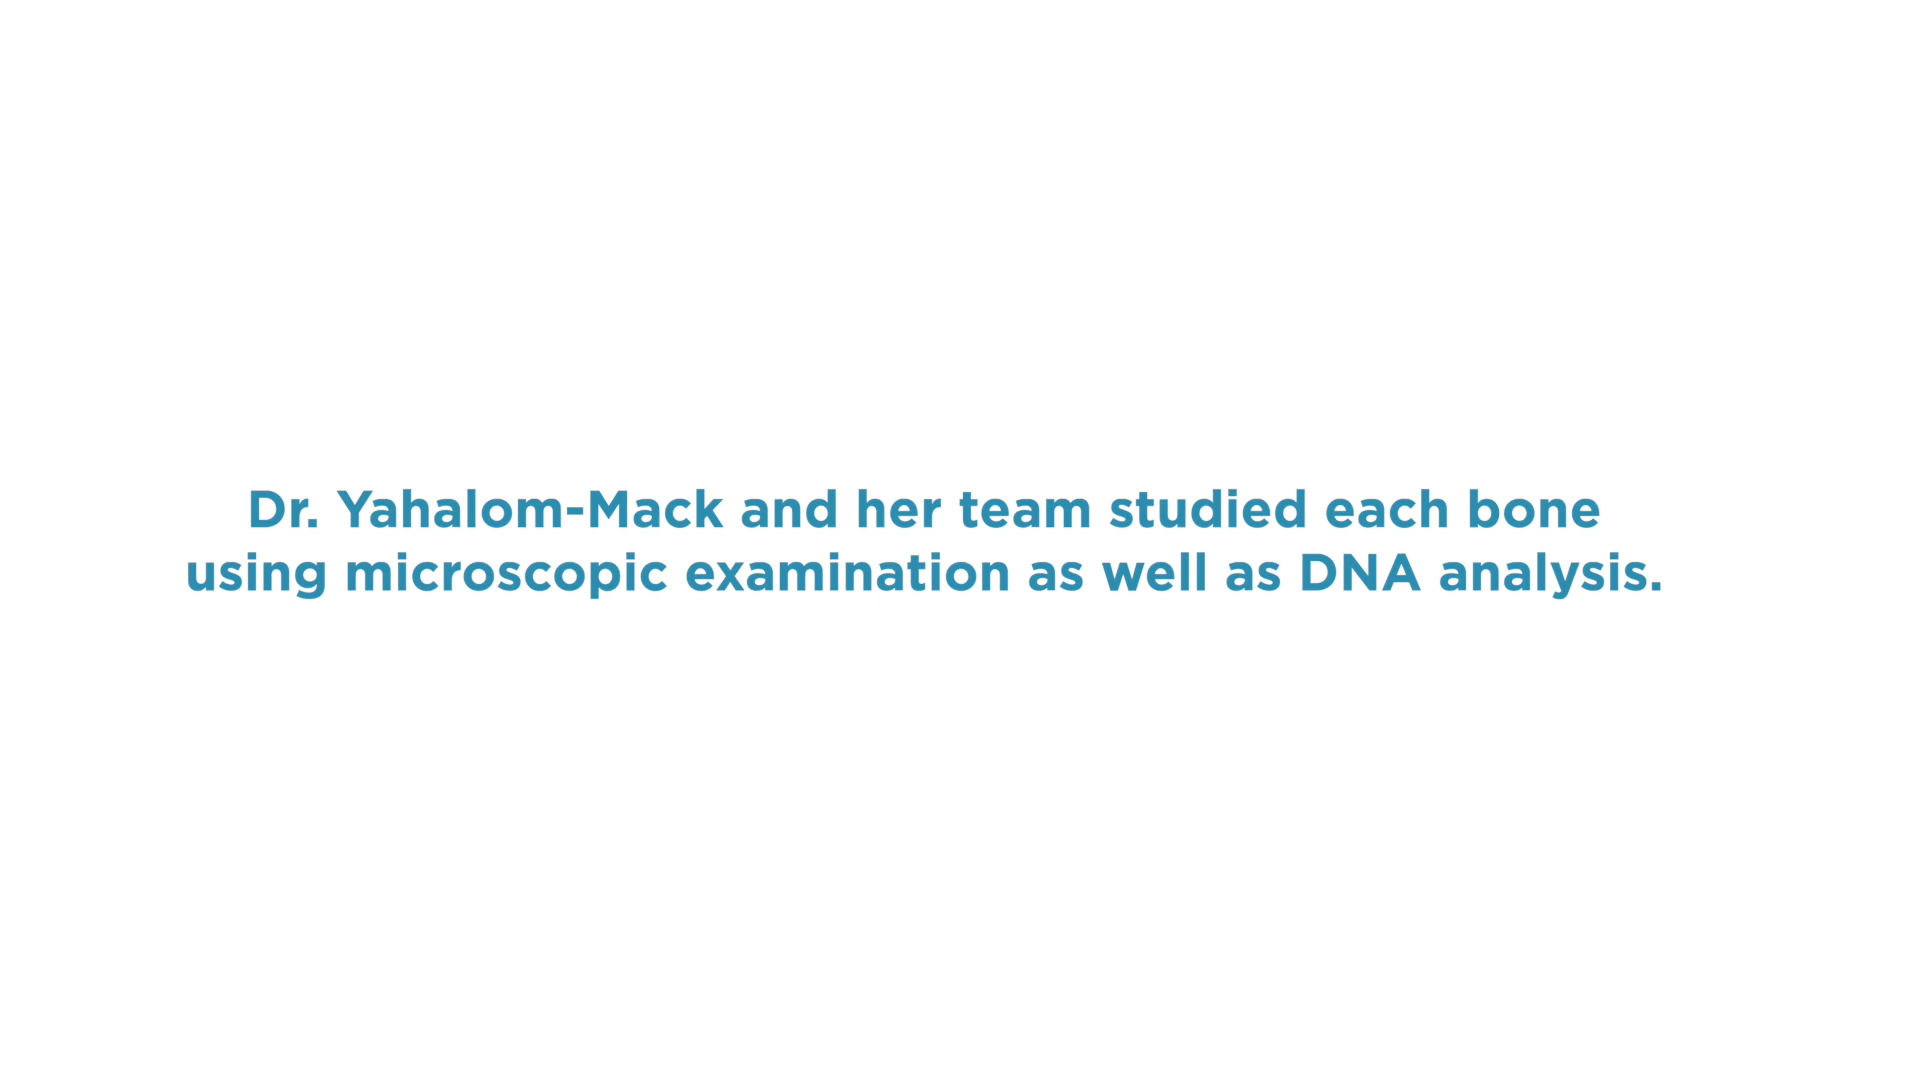 Dr. Yahalom-Mack and her team studied each bone
using microscopic examination as well as DNA analysis.